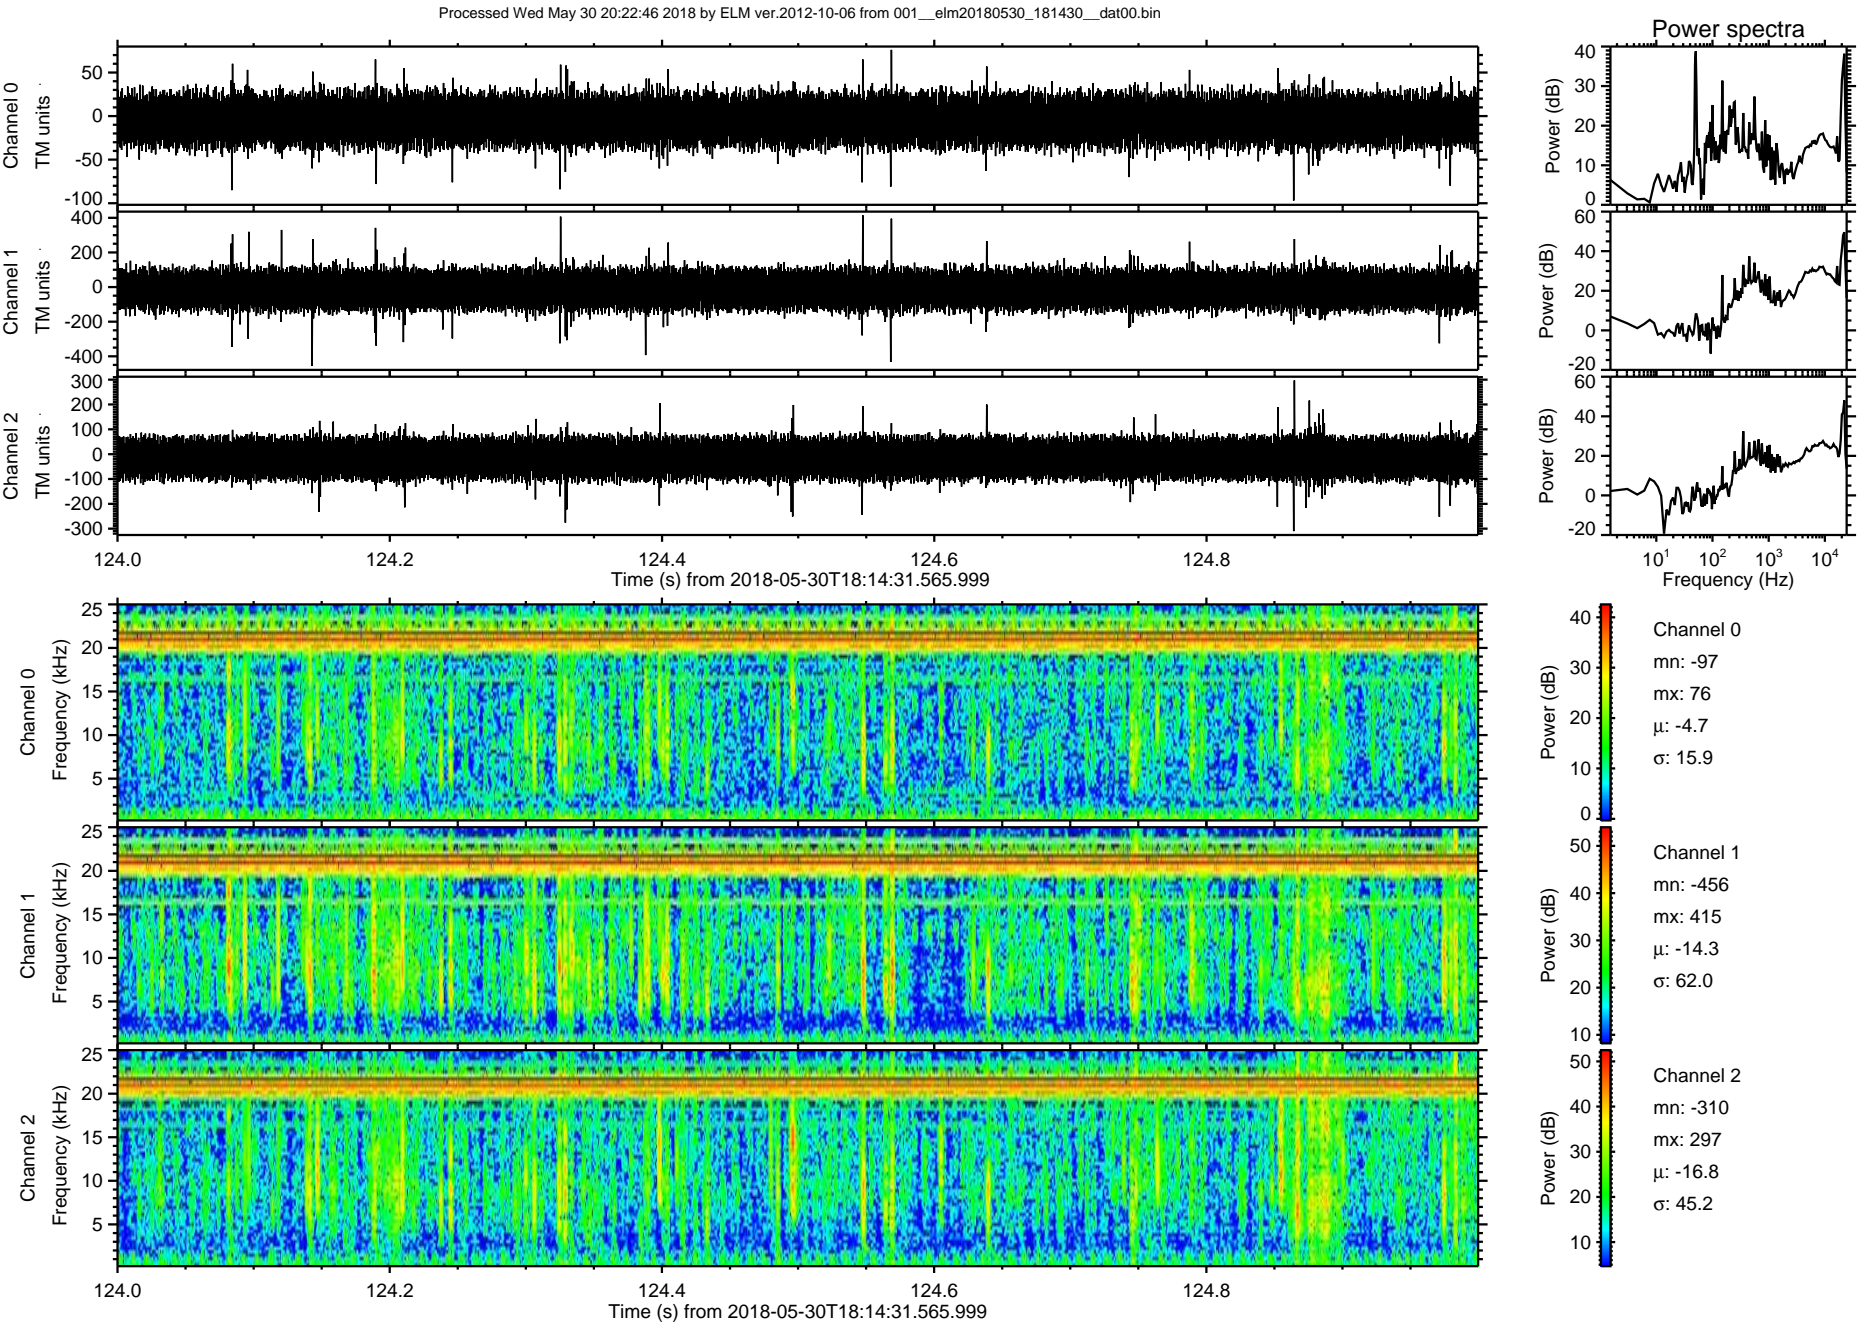 Processed Wed May 30 20:22:46 2018 by ELM ver.2012-10-06 from 001__elm20180530_181430__dat00.bin
Power spectra
Channel 0
TM units
50
0
-50
-100
Power (dB)
40
30
20
10
0
Channel 1
TM units
400
200
0
-200
-400
Power (dB)
60
40
20
0
-20
Channel 2
TM units
300
200
100
0
-100
-200
-300
Power (dB)
60
40
20
0
-20
124.0 124.2 124.4 124.6 124.8
Time (s) from 2018-05-30T18:14:31.565.999
10¹ 10² 10³ 10⁴
Frequency (Hz)
Channel 0
Frequency (kHz)
25
20
15
10
5
Power (dB)
40
30
20
10
0
Channel 0
mn: -97
mx: 76
μ: -4.7
σ: 15.9
Channel 1
Frequency (kHz)
25
20
15
10
5
Power (dB)
50
40
30
20
10
Channel 1
mn: -456
mx: 415
μ: -14.3
σ: 62.0
Channel 2
Frequency (kHz)
25
20
15
10
5
Power (dB)
50
40
30
20
10
Channel 2
mn: -310
mx: 297
μ: -16.8
σ: 45.2
124.0 124.2 124.4 124.6 124.8
Time (s) from 2018-05-30T18:14:31.565.999